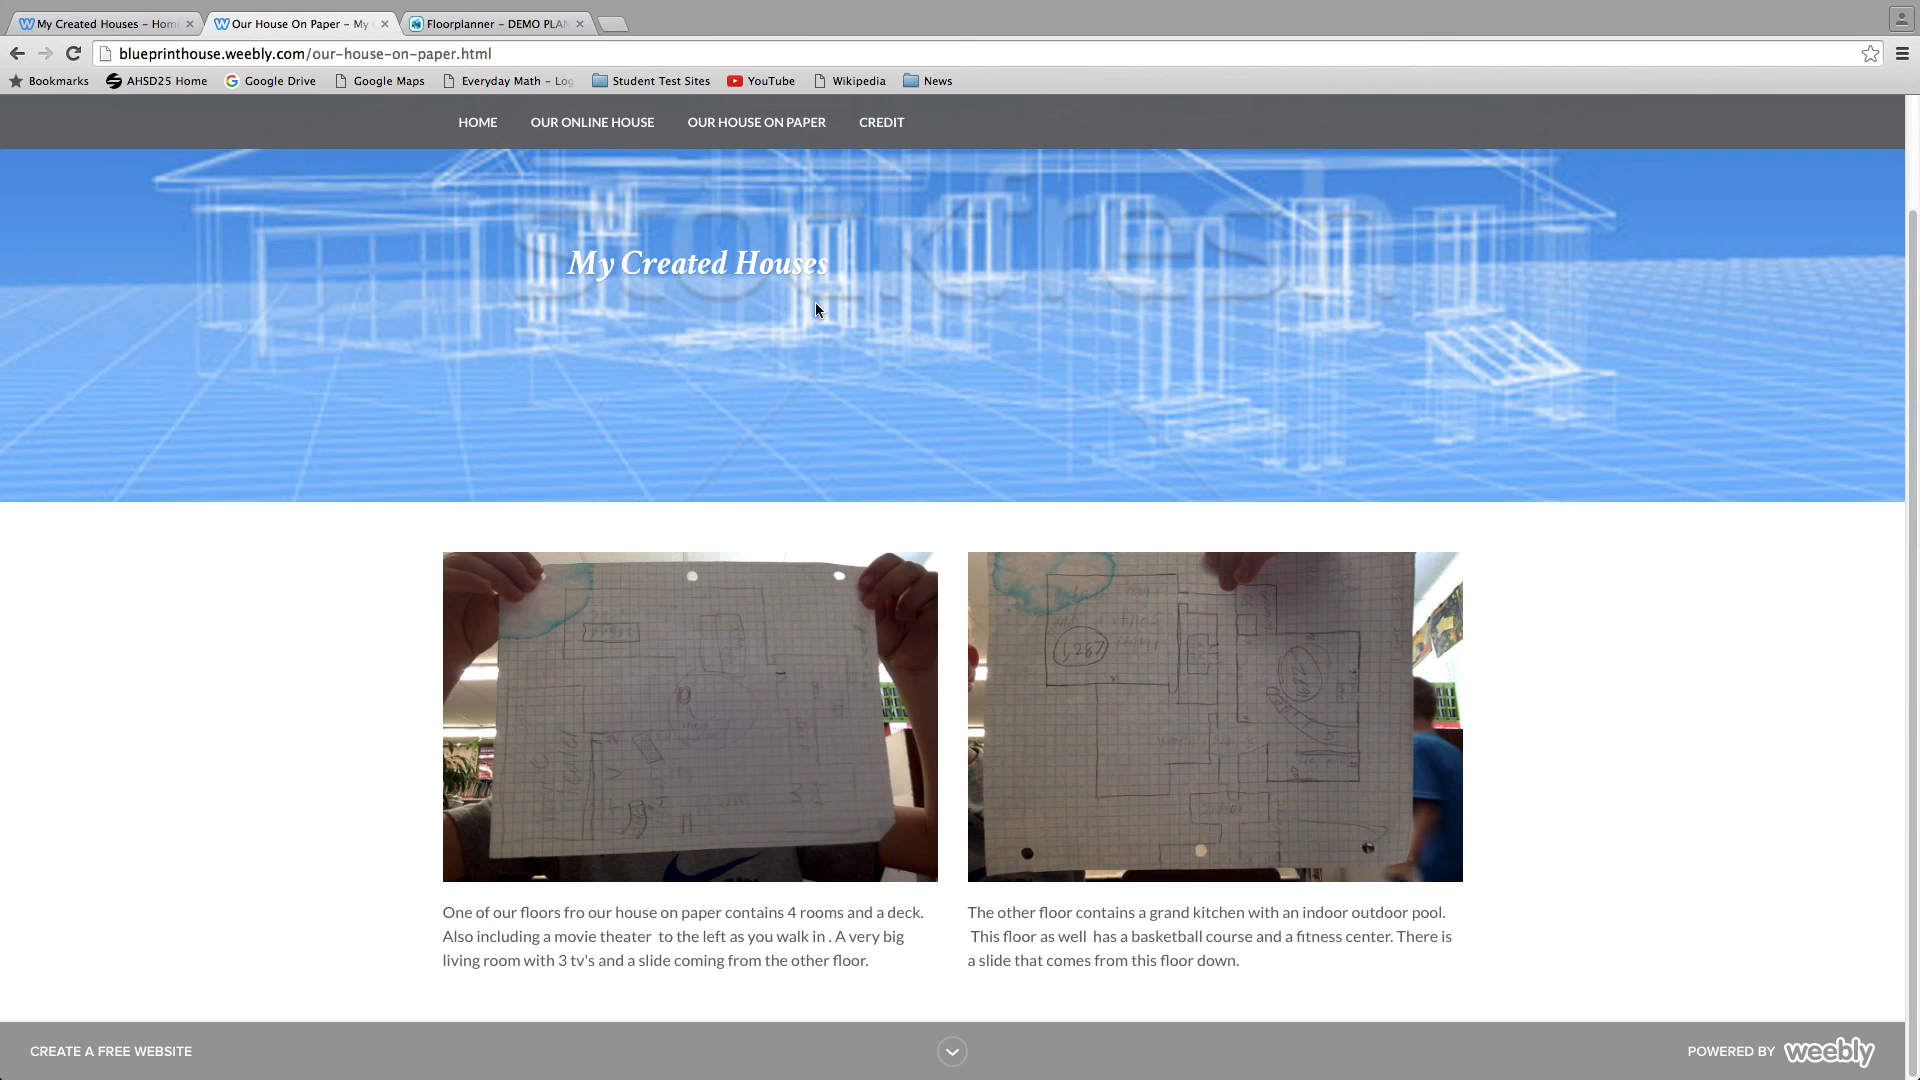 My Created Houses - Hom
Our House On Paper - My C
Floorplanner - DEMO PLAN
blueprinthouse.weebly.com/our-house-on-paper.html
Bookmarks AHSD25 Home Google Drive Google Maps Everyday Math - Log Student Test Sites YouTube Wikipedia News
HOME OUR ONLINE HOUSE OUR HOUSE ON PAPER CREDIT
stockfresh
My Created Houses
1,287
One of our floors fro our house on paper contains 4 rooms and a deck.
Also including a movie theater to the left as you walk in . A very big
living room with 3 tv's and a slide coming from the other floor.
The other floor contains a grand kitchen with an indoor outdoor pool.
This floor as well has a basketball course and a fitness center. There is
a slide that comes from this floor down.
CREATE A FREE WEBSITE
POWERED BY weebly